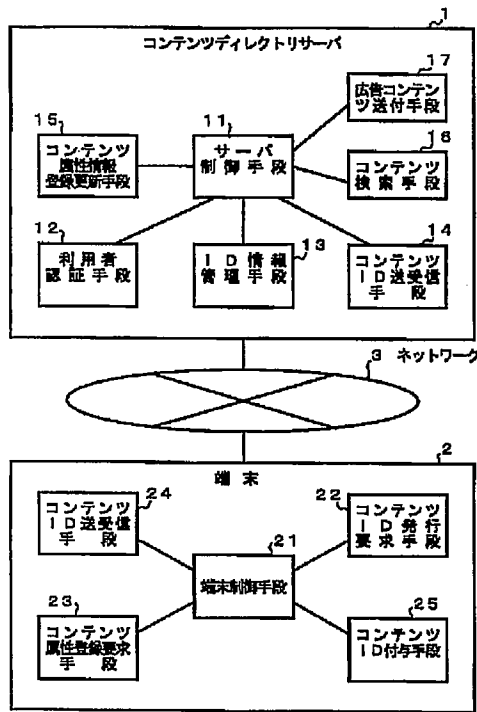 1
コンテンツディレクトリサーバ
17
広告コンテン
ツ送付手段
15
コンテンツ
属性情報
登録更新手段
11
サーバ
制御手段
16
コンテンツ
検索手段
12
利用者
認証手段
13
ID情報
管理手段
14
コンテンツ
ID送受信
手段
3 ネットワーク
2
端末
24
コンテンツ
ID送受信
手段
22
コンテンツ
ID発行
要求手段
21
端末制御手段
23
コンテンツ
属性登録要求
手段
25
コンテンツ
ID付与手段